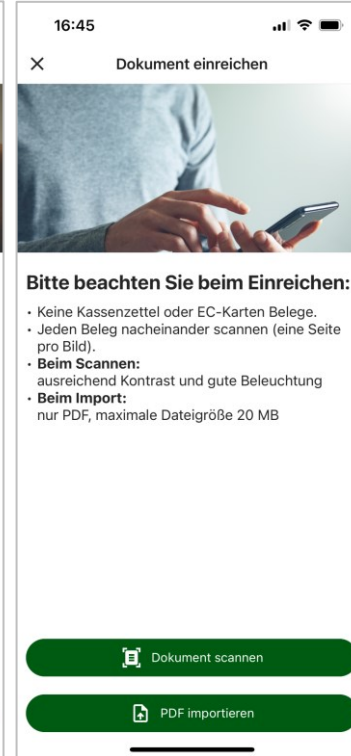 16:45
Dokument einreichen
Bitte beachten Sie beim Einreichen:
• Keine Kassenzettel oder EC-Karten Belege.
• Jeden Beleg nacheinander scannen (eine Seite
pro Bild).
• Beim Scannen:
ausreichend Kontrast und gute Beleuchtung
• Beim Import:
nur PDF, maximale Dateigröße 20 MB
Dokument scannen
PDF importieren